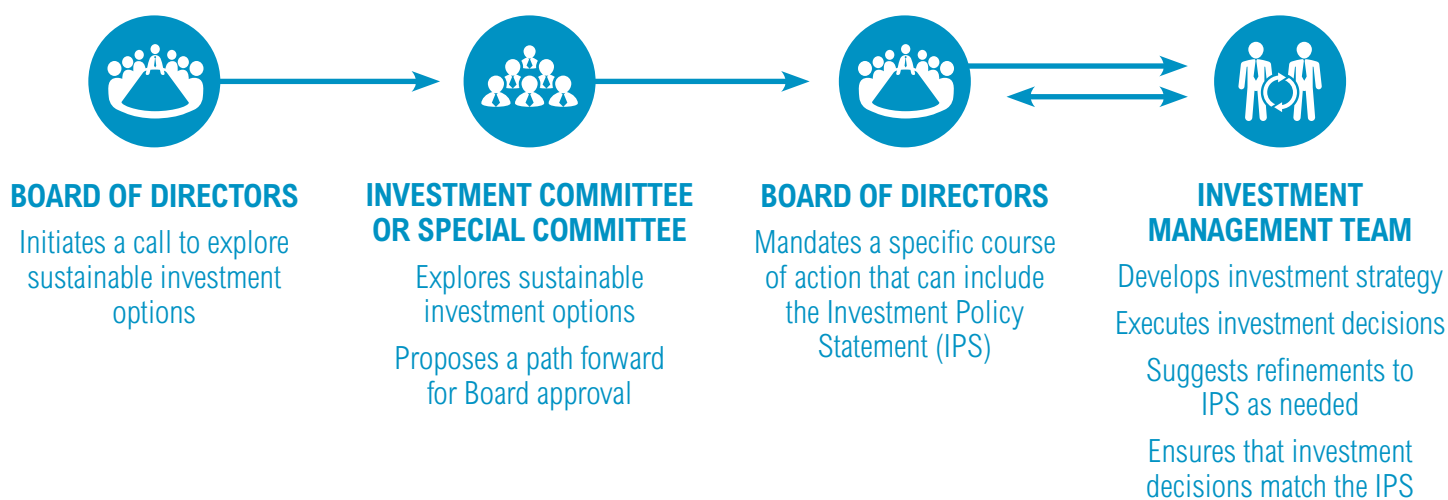 BOARD OF DIRECTORS
Initiates a call to explore
sustainable investment
options
INVESTMENT COMMITTEE
OR SPECIAL COMMITTEE
Explores sustainable
investment options
Proposes a path forward
for Board approval
BOARD OF DIRECTORS
Mandates a specific course
of action that can include
the Investment Policy
Statement (IPS)
INVESTMENT
MANAGEMENT TEAM
Develops investment strategy
Executes investment decisions
Suggests refinements to
IPS as needed
Ensures that investment
decisions match the IPS